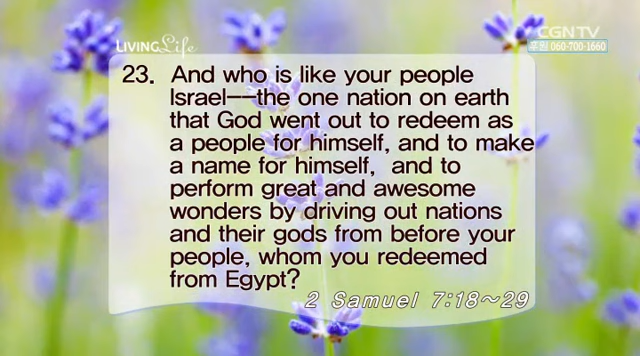 LIVING Life
CGNTV
후원 060-700-1660
23. And who is like your people
Israel--the one nation on earth
that God went out to redeem as
a people for himself, and to make
a name for himself, and to
perform great and awesome
wonders by driving out nations
and their gods from before your
people, whom you redeemed
from Egypt?
2 Samuel 7:18~29